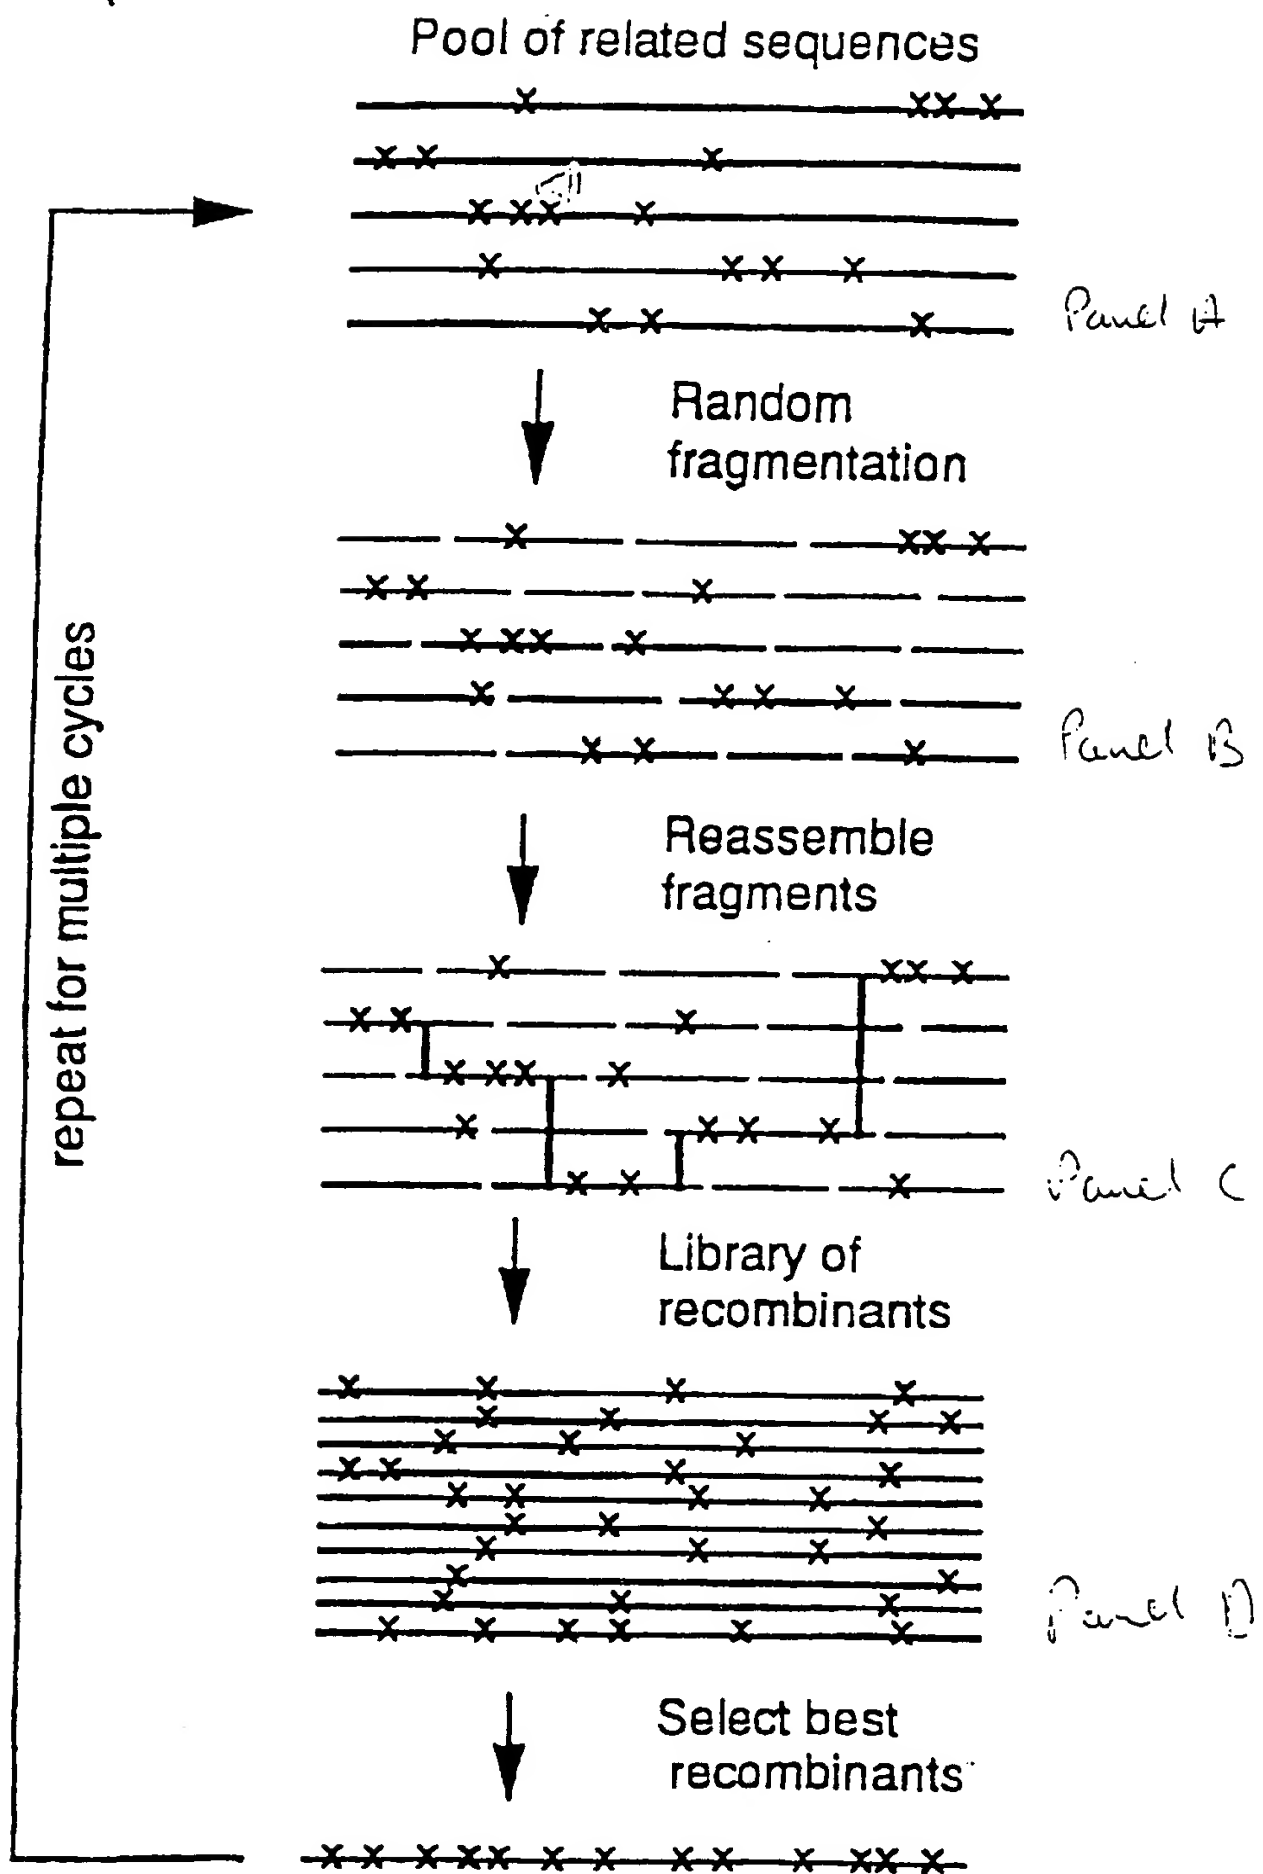 Pool of related sequences
Panel A
Random
fragmentation
Panel B
Reassemble
fragments
repeat for multiple cycles
Panel C
Library of
recombinants
Panel D
Select best
recombinants